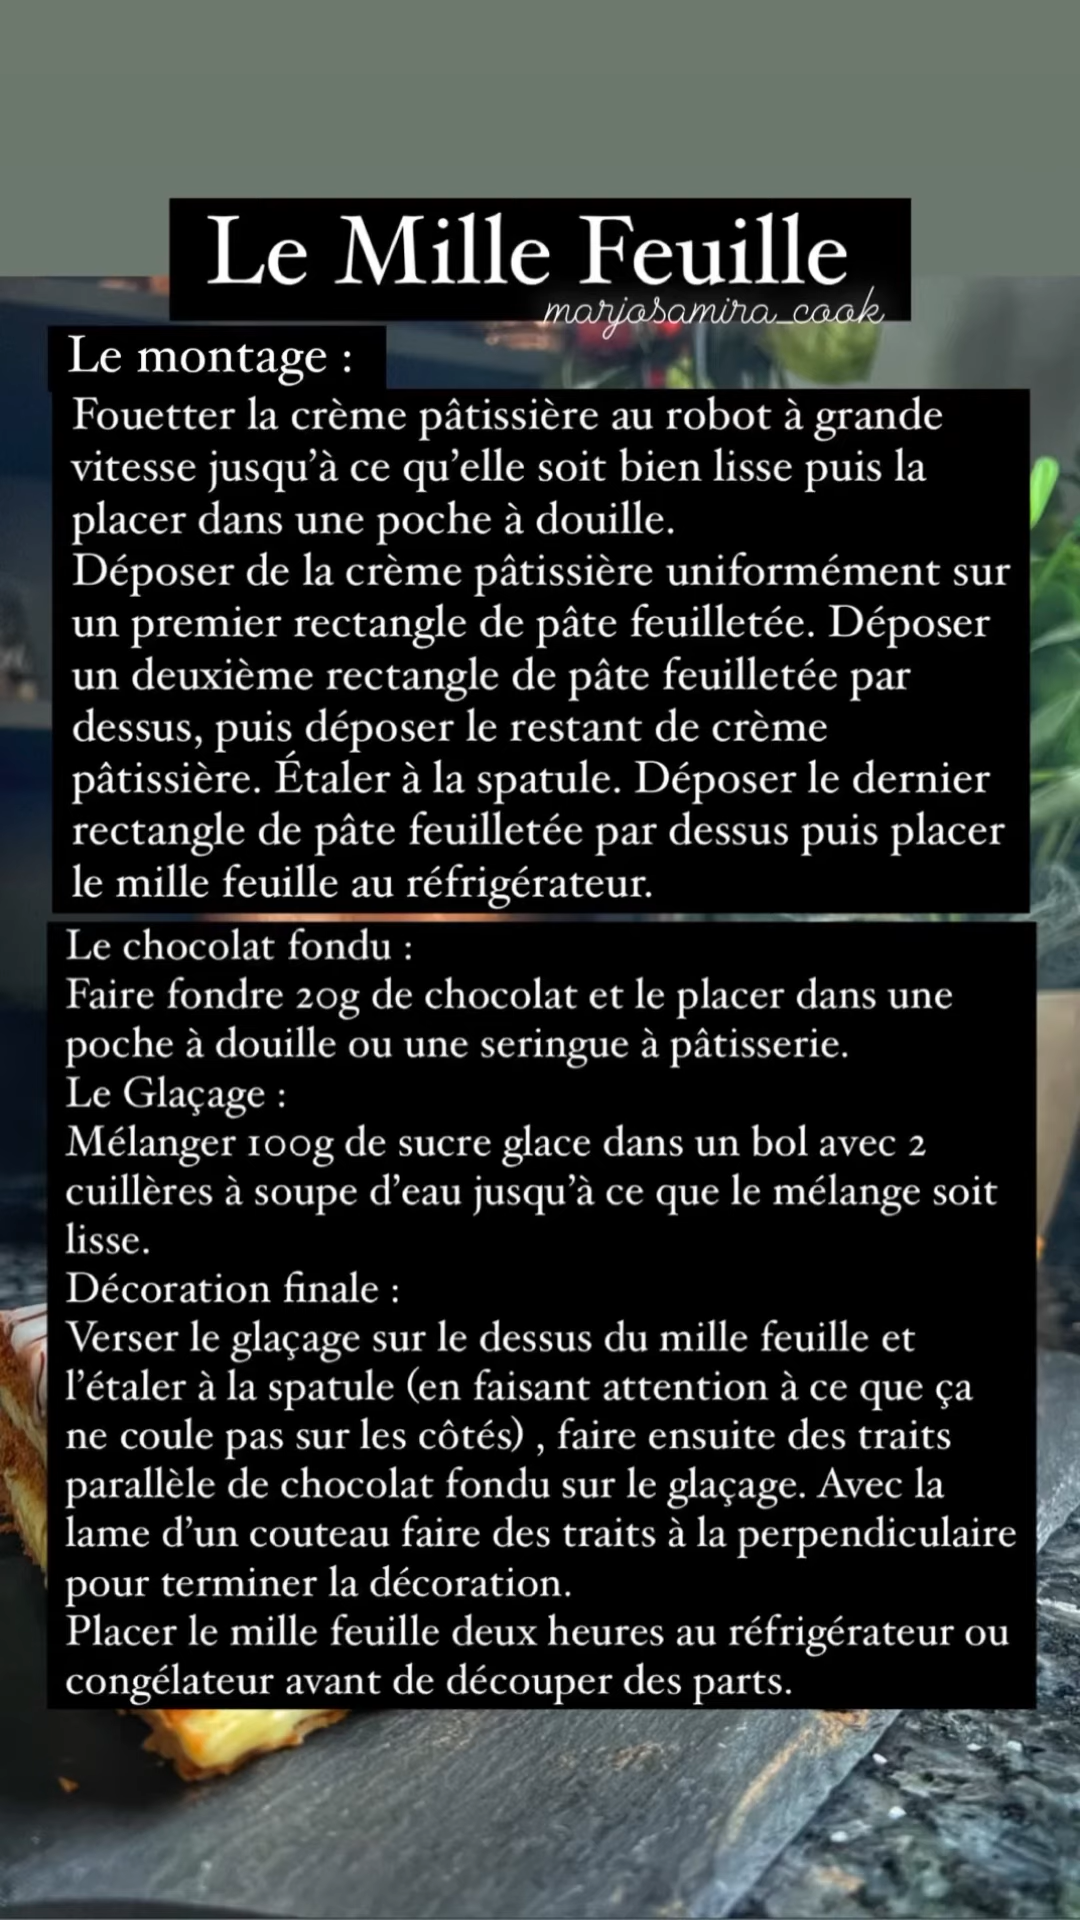 Le Mille Feuille
marjosamira_cook
Le montage :
Fouetter la crème pâtissière au robot à grande
vitesse jusqu’à ce qu’elle soit bien lisse puis la
placer dans une poche à douille.
Déposer de la crème pâtissière uniformément sur
un premier rectangle de pâte feuilletée. Déposer
un deuxième rectangle de pâte feuilletée par
dessus, puis déposer le restant de crème
pâtissière. Étaler à la spatule. Déposer le dernier
rectangle de pâte feuilletée par dessus puis placer
le mille feuille au réfrigérateur.
Le chocolat fondu :
Faire fondre 20g de chocolat et le placer dans une
poche à douille ou une seringue à pâtisserie.
Le Glaçage :
Mélanger 100g de sucre glace dans un bol avec 2
cuillères à soupe d’eau jusqu’à ce que le mélange soit
lisse.
Décoration finale :
Verser le glaçage sur le dessus du mille feuille et
l’étaler à la spatule (en faisant attention à ce que ça
ne coule pas sur les côtés) , faire ensuite des traits
parallèle de chocolat fondu sur le glaçage. Avec la
lame d’un couteau faire des traits à la perpendiculaire
pour terminer la décoration.
Placer le mille feuille deux heures au réfrigérateur ou
congélateur avant de découper des parts.